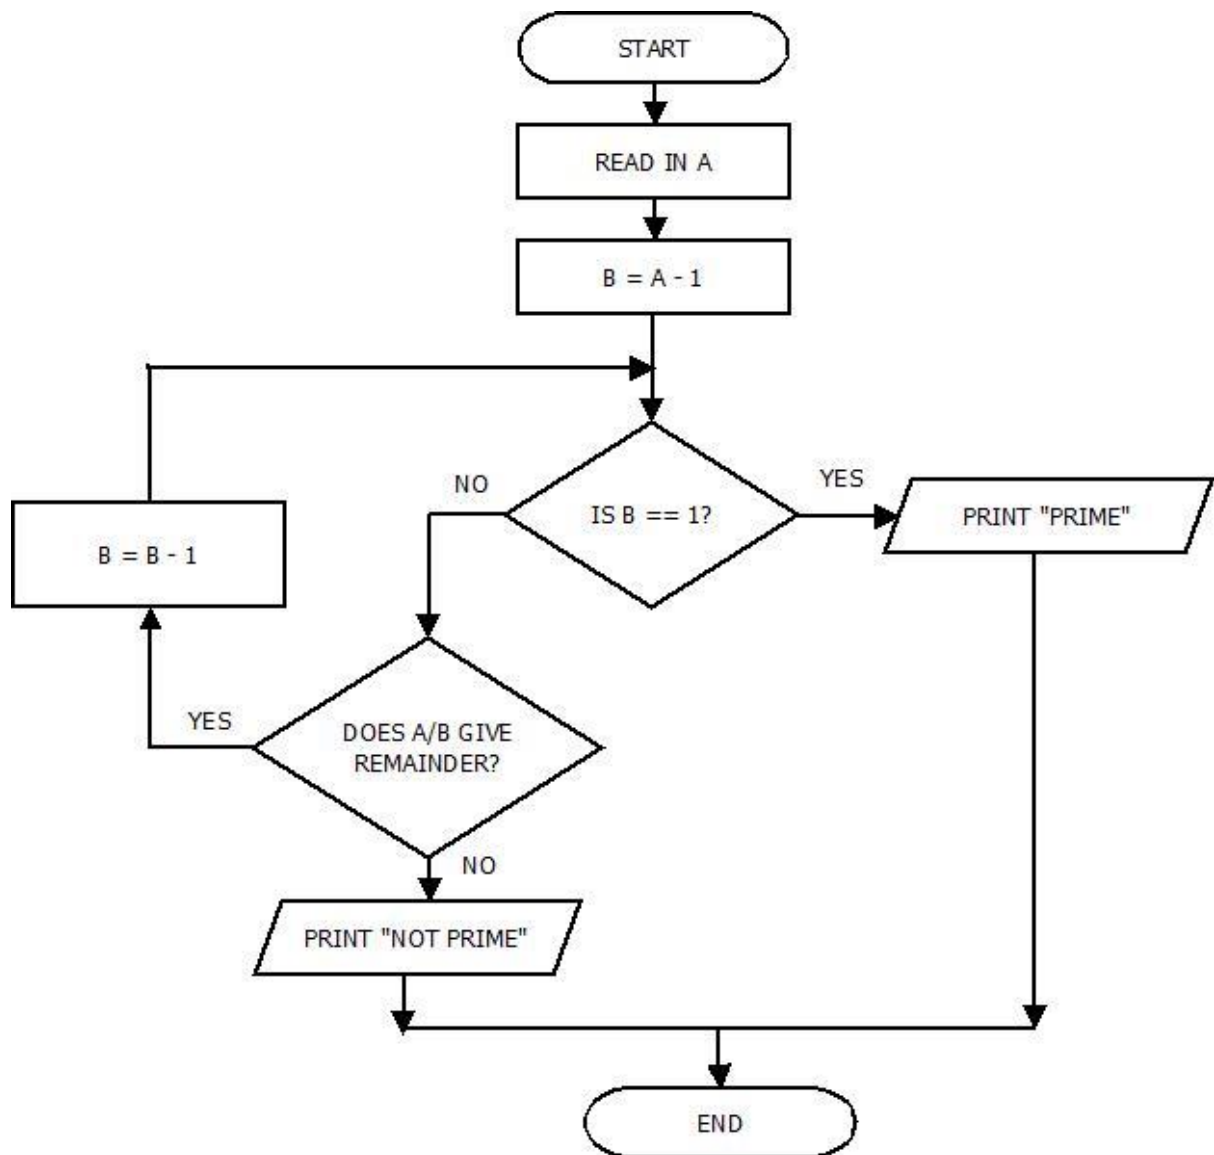 START
READ IN A
B = A - 1
NO
YES
IS B == 1?
PRINT "PRIME"
B = B - 1
YES
DOES A/B GIVE
REMAINDER?
NO
PRINT "NOT PRIME"
END